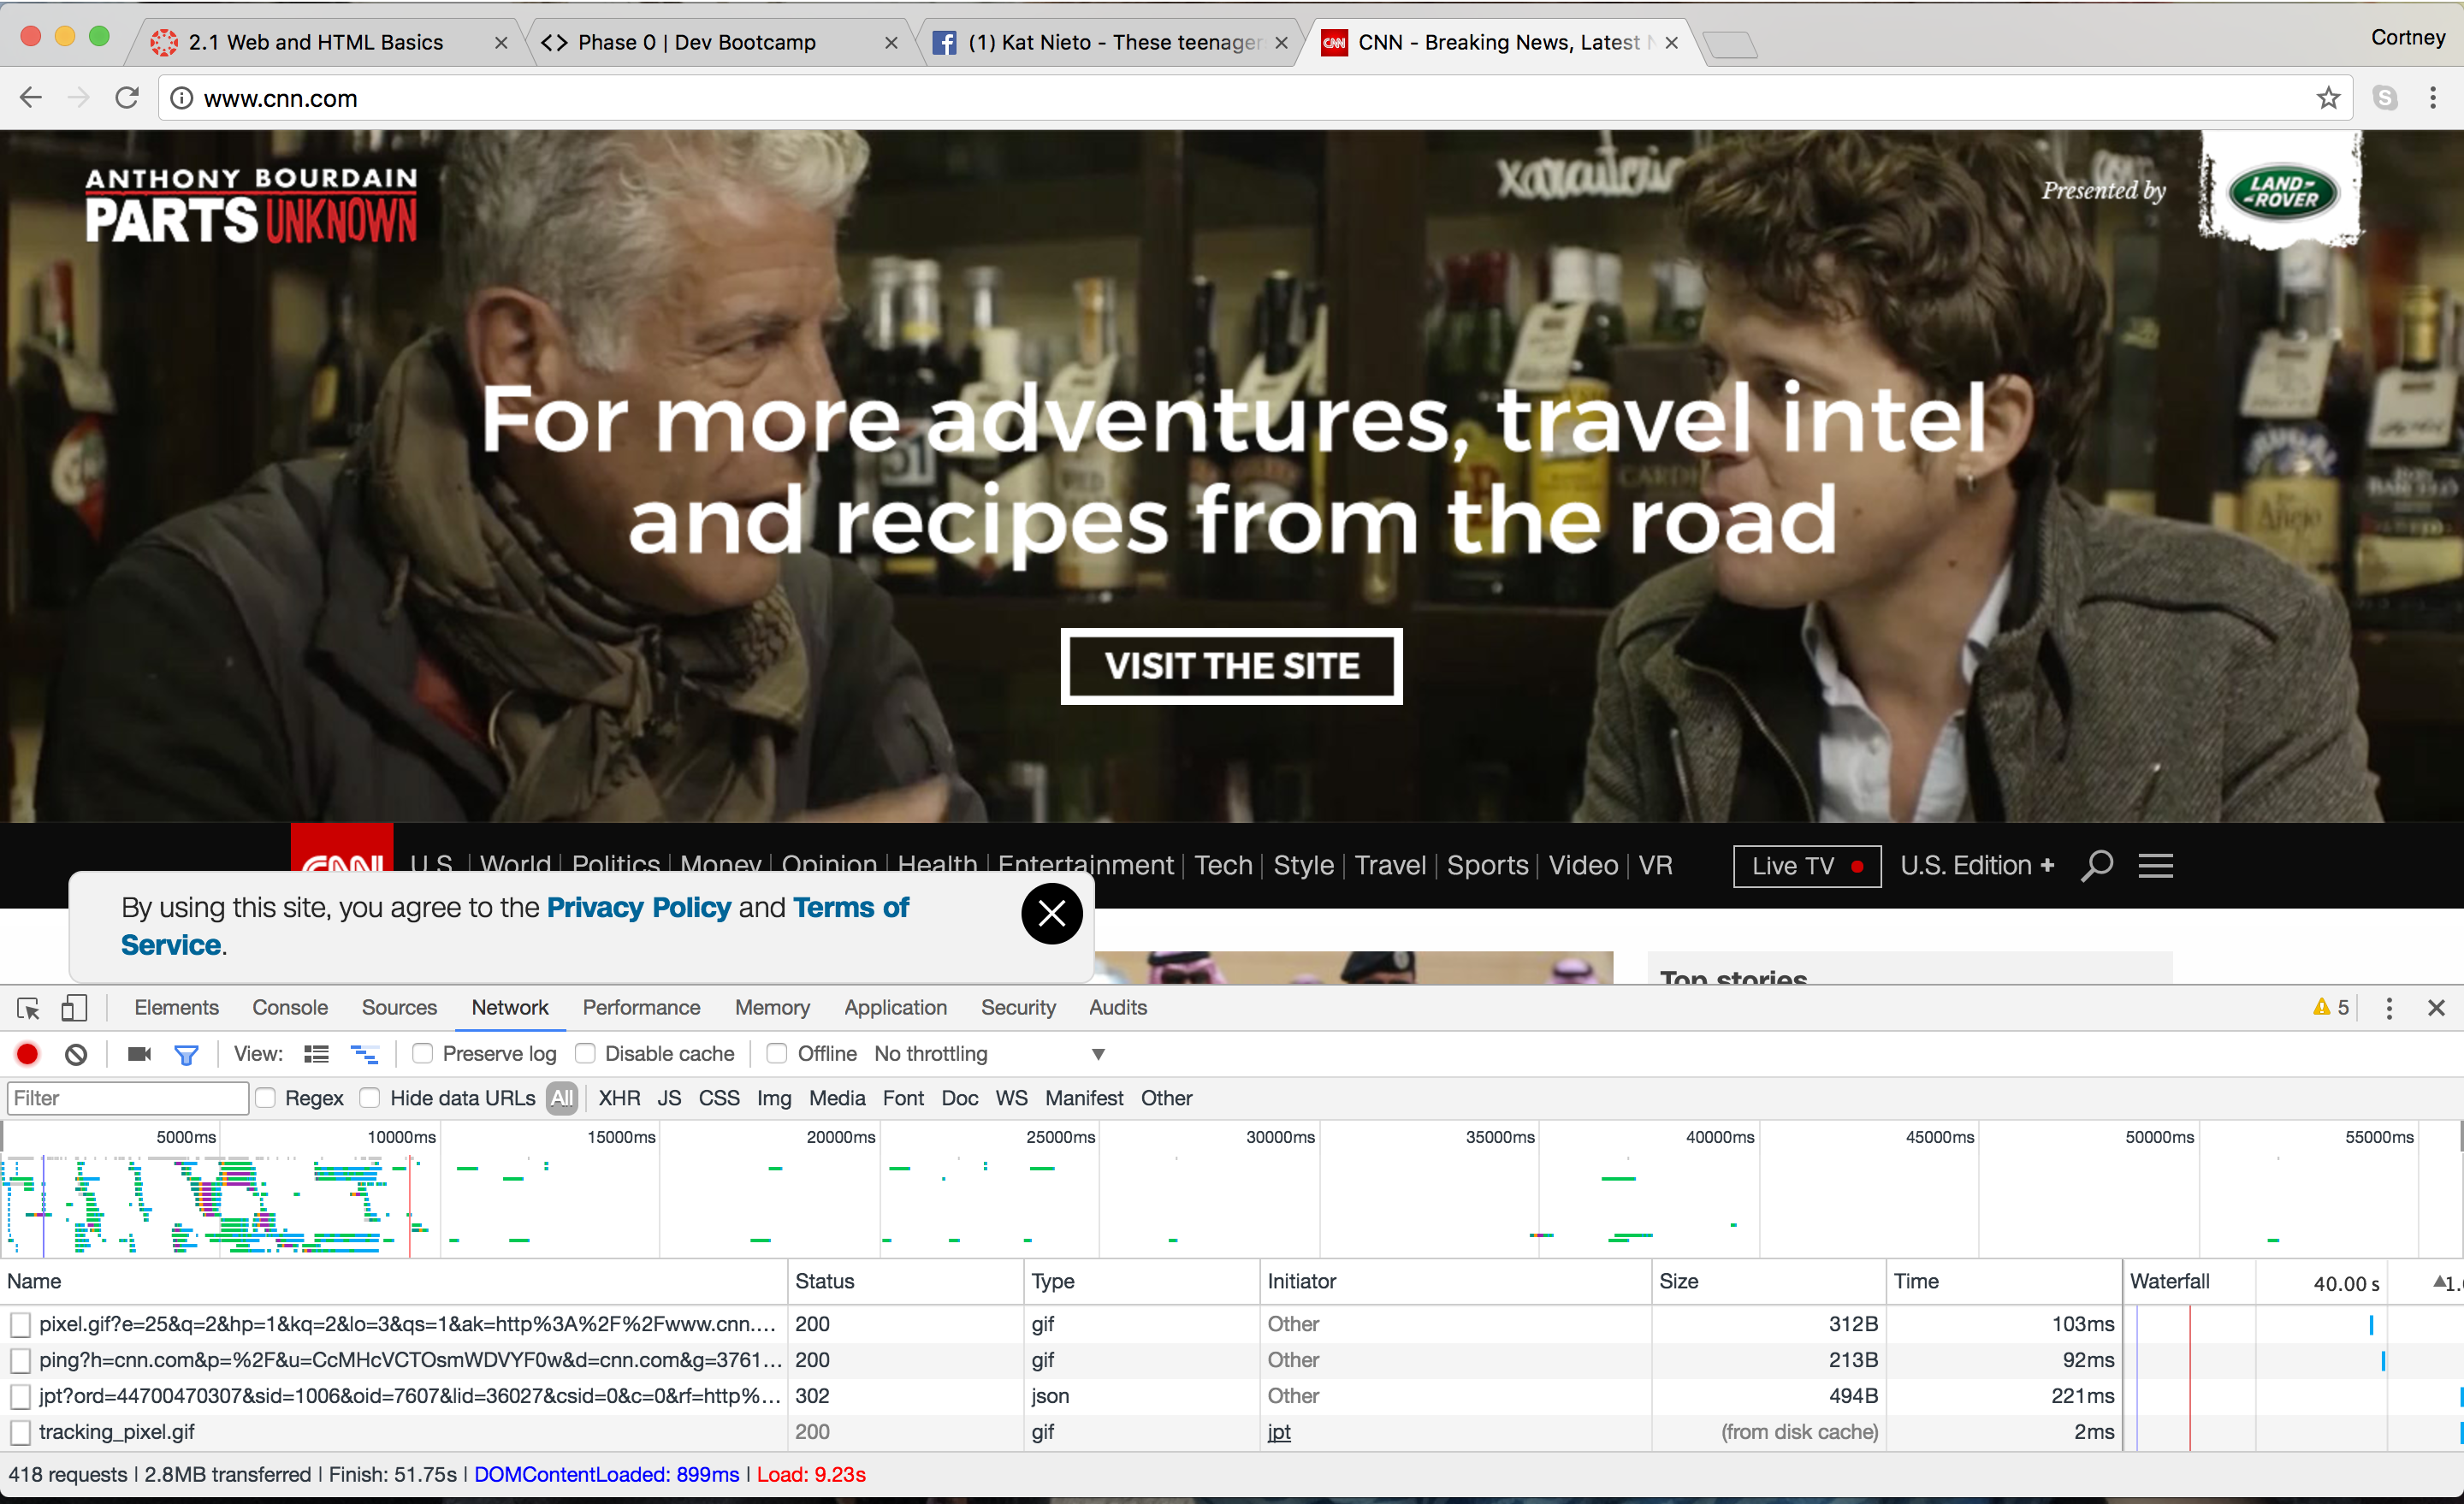 2.1 Web and HTML Basics
<> Phase 0 | Dev Bootcamp
(1) Kat Nieto - These teenager
CNN - Breaking News, Latest N
Cortney
www.cnn.com
ANTHONY BOURDAIN
PARTS UNKNOWN
Presented by
LAND-
-ROVER
For more adventures, travel intel
and recipes from the road
VISIT THE SITE
CNN U.S. World Politics Money Opinion Health Entertainment Tech Style Travel Sports Video VR Live TV U.S. Edition +
By using this site, you agree to the Privacy Policy and Terms of
Service.
Top stories
Elements Console Sources Network Performance Memory Application Security Audits 5
View: Preserve log Disable cache Offline No throttling
Filter Regex Hide data URLs All XHR JS CSS Img Media Font Doc WS Manifest Other
5000ms 10000ms 15000ms 20000ms 25000ms 30000ms 35000ms 40000ms 45000ms 50000ms 55000ms
Name Status Type Initiator Size Time Waterfall 40.00 s 1.
pixel.gif?e=25&q=2&hp=1&kq=2&lo=3&qs=1&ak=http%3A%2F%2Fwww.cnn.... 200 gif Other 312B 103ms
ping?h=cnn.com&p=%2F&u=CcMHcVCTOsmWDVYF0w&d=cnn.com&g=3761... 200 gif Other 213B 92ms
jpt?ord=44700470307&sid=1006&oid=7607&lid=36027&csid=0&c=0&rf=http%... 302 json Other 494B 221ms
tracking_pixel.gif 200 gif jpt (from disk cache) 2ms
418 requests | 2.8MB transferred | Finish: 51.75s | DOMContentLoaded: 899ms | Load: 9.23s